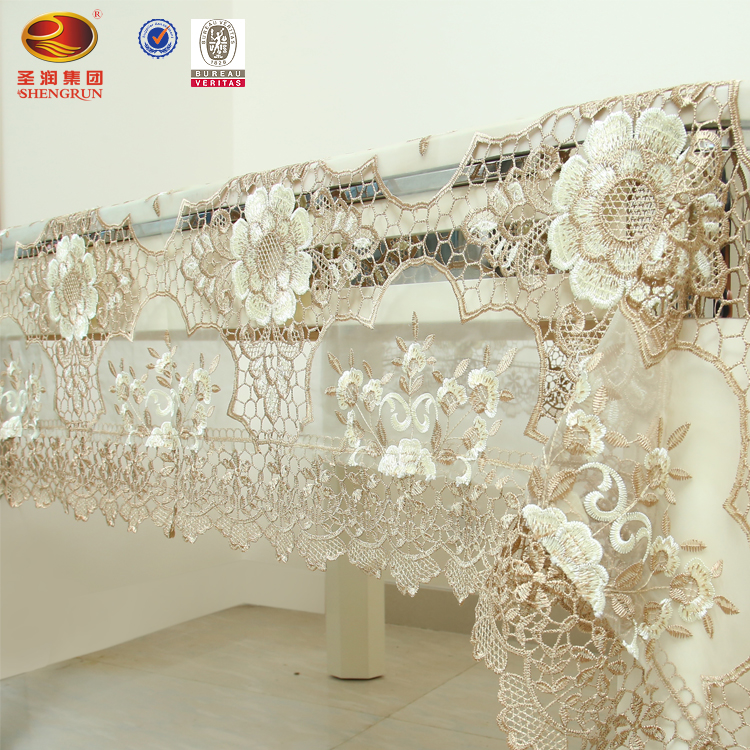 ®
圣润集团
SHENGRUN
BUREAU VERITAS
1828
BUREAU
VERITAS